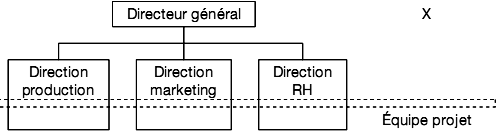 Directeur général
X
Direction
production
Direction
marketing
Direction
RH
Équipe projet